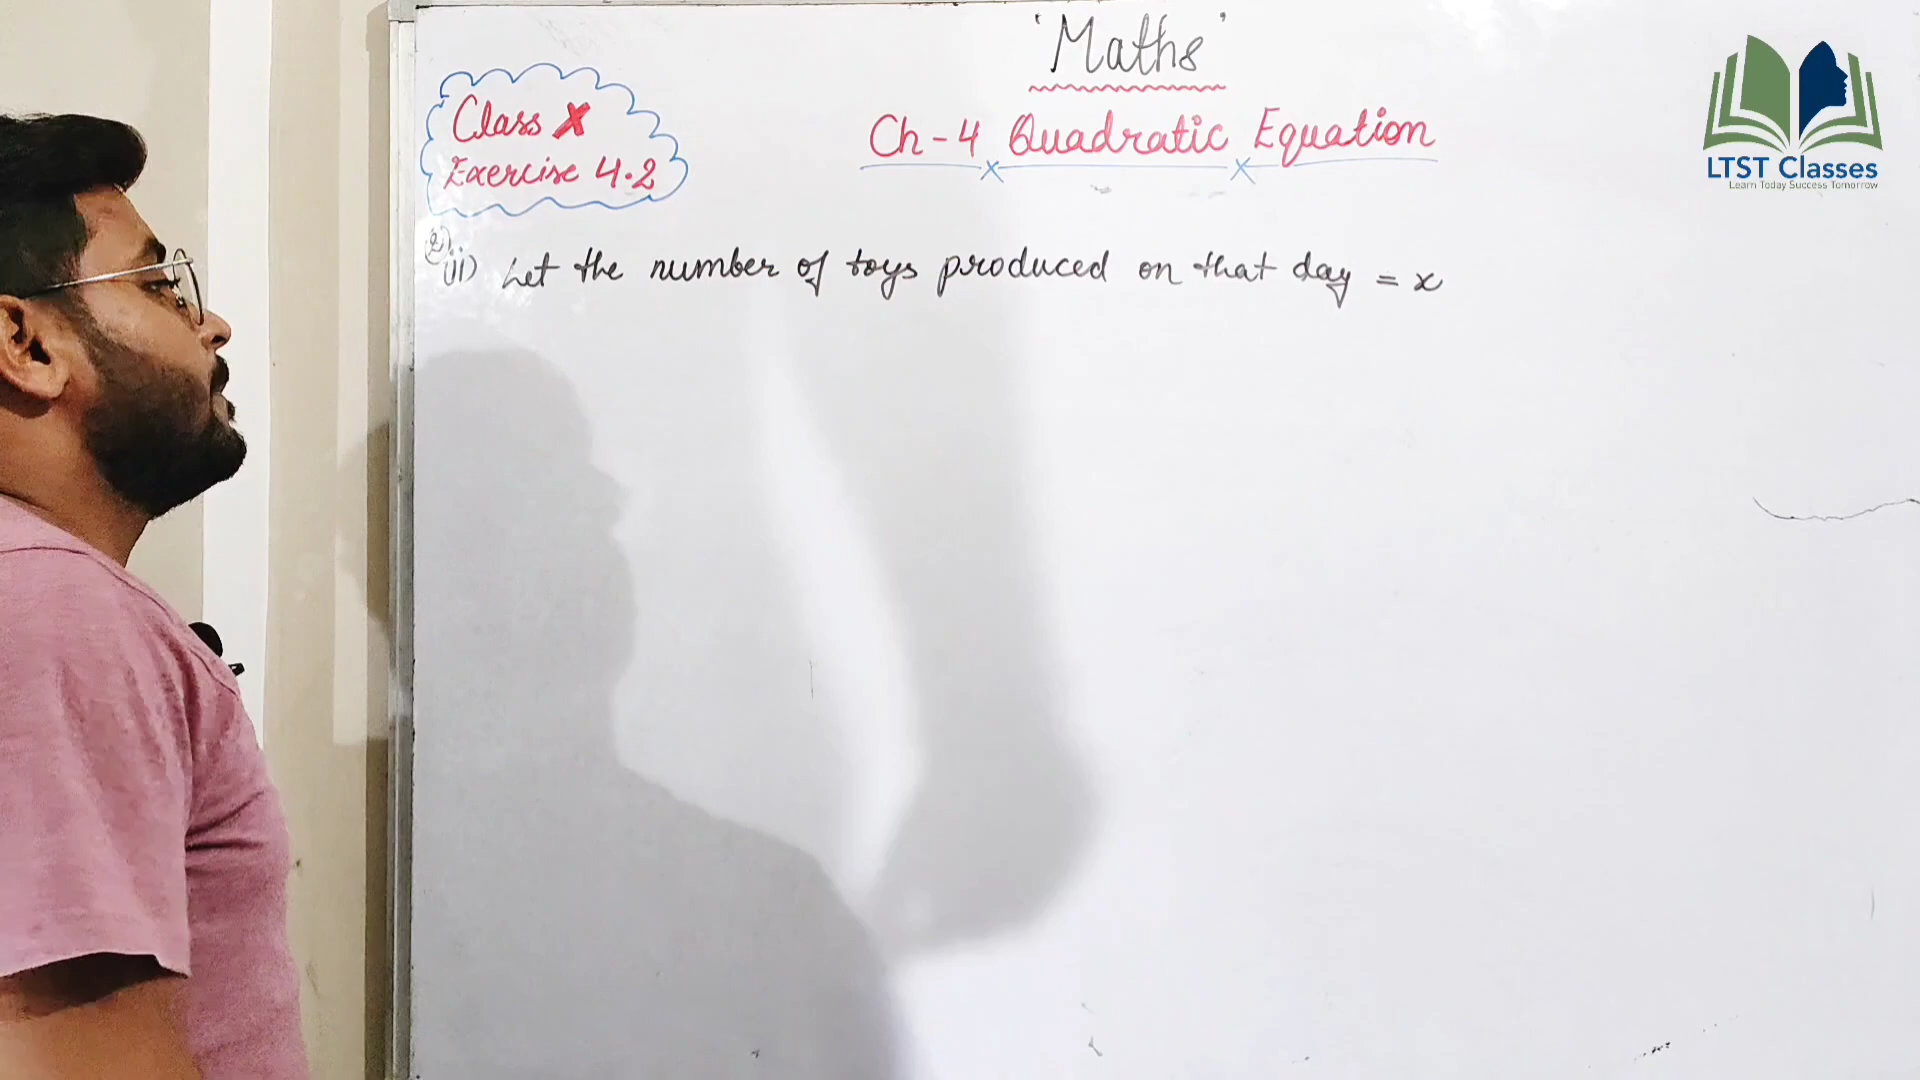 'Maths'
Class X
Exercise 4.2
Ch-4 Quadratic Equation
LTST Classes
Learn Today Success Tomorrow
2)
ii) Let the number of toys produced on that day = x